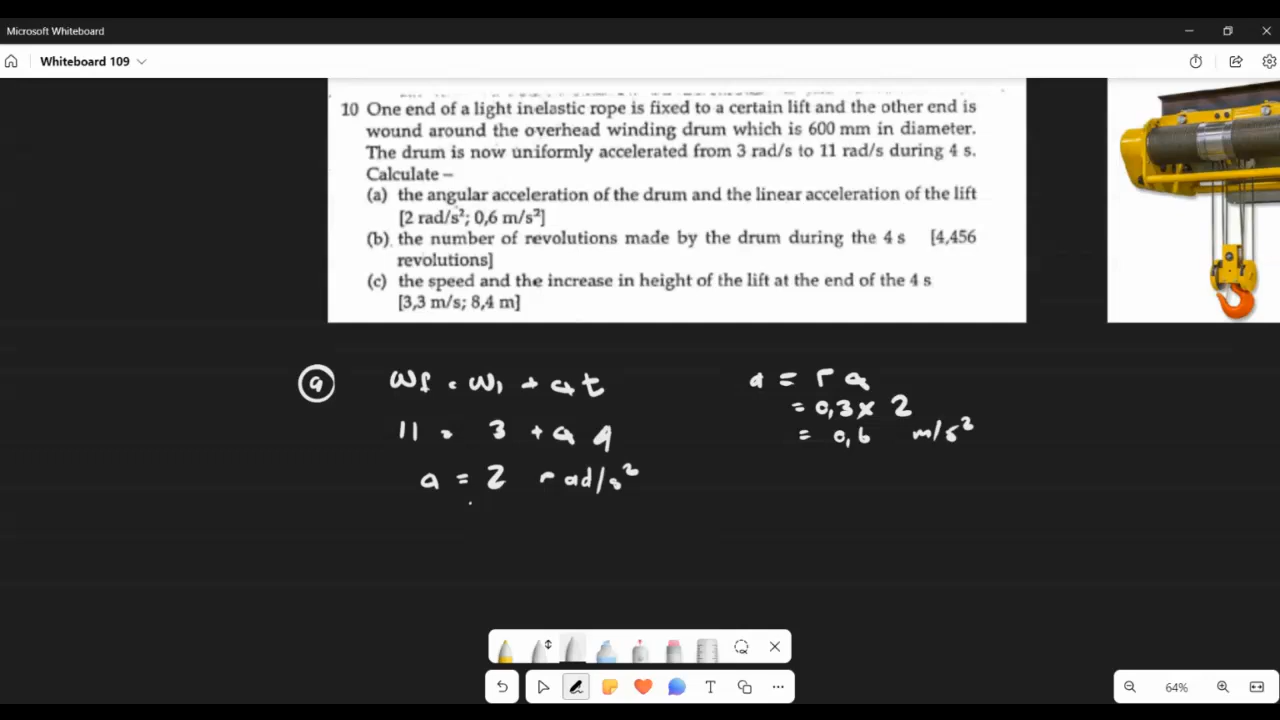 Microsoft Whiteboard
Whiteboard 109
10 One end of a light inelastic rope is fixed to a certain lift and the other end is
wound around the overhead winding drum which is 600 mm in diameter.
The drum is now uniformly accelerated from 3 rad/s to 11 rad/s during 4 s.
Calculate –
(a) the angular acceleration of the drum and the linear acceleration of the lift
[2 rad/s²; 0,6 m/s²]
(b) the number of revolutions made by the drum during the 4 s [4,456
revolutions]
(c) the speed and the increase in height of the lift at the end of the 4 s
[3,3 m/s; 8,4 m]
a
ωf = ω1 + α t
11 = 3 + α 4
α = 2 rad/s²
a = r α
= 0,3 x 2
= 0,6 m/s²
T
64%